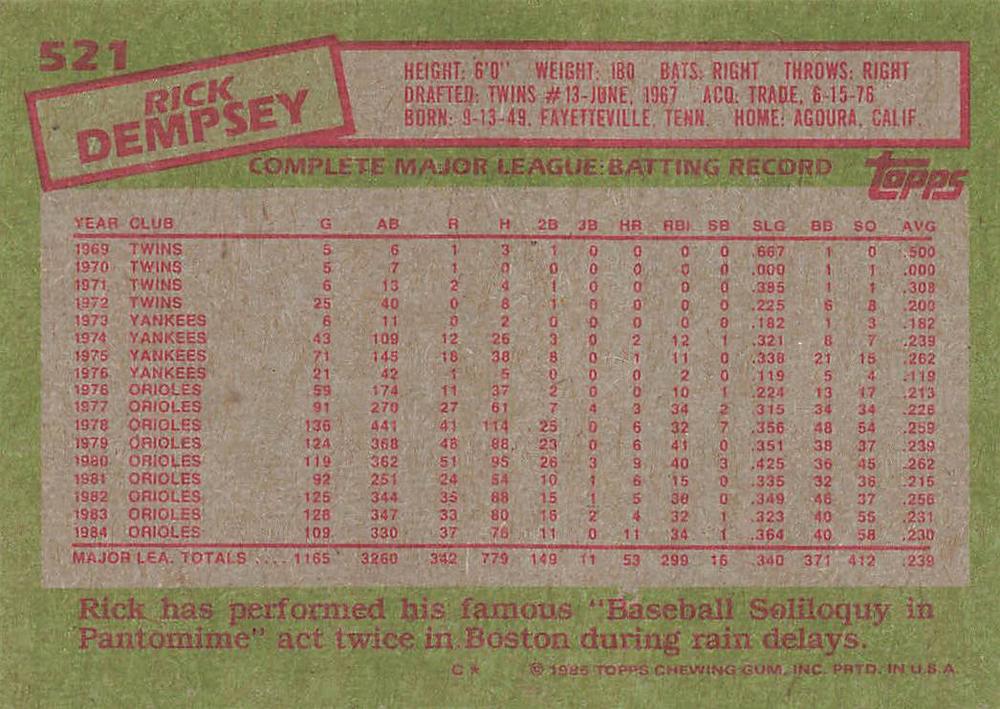 521
RICK
DEMPSEY
HEIGHT: 6'0" WEIGHT: 180 BATS: RIGHT THROWS: RIGHT
DRAFTED: TWINS #13-JUNE, 1967 ACQ: TRADE, 6-15-76
BORN: 9-13-49, FAYETTEVILLE, TENN. HOME: AGOURA, CALIF.
COMPLETE MAJOR LEAGUE BATTING RECORD
topps
YEAR CLUB G AB R H 2B 3B HR RBI SB SLG BB SO AVG
1969 TWINS 5 6 1 3 1 0 0 0 0 .667 1 0 .500
1970 TWINS 5 7 1 0 0 0 0 0 0 .000 1 1 .000
1971 TWINS 6 13 2 4 1 0 0 0 0 .385 1 1 .308
1972 TWINS 25 40 0 8 1 0 0 0 0 .225 6 8 .200
1973 YANKEES 6 11 0 2 0 0 0 0 0 .182 1 3 .182
1974 YANKEES 43 109 12 26 3 0 2 12 1 .321 8 7 .239
1975 YANKEES 71 145 18 38 8 0 1 11 0 .338 21 15 .262
1976 YANKEES 21 42 1 5 0 0 0 2 0 .119 5 4 .119
1976 ORIOLES 59 174 11 37 2 0 0 10 1 .224 13 17 .213
1977 ORIOLES 91 270 27 61 7 4 3 34 2 .315 34 34 .226
1978 ORIOLES 136 441 41 114 25 0 6 32 7 .356 48 54 .259
1979 ORIOLES 124 368 48 88 23 0 6 41 0 .351 38 37 .239
1980 ORIOLES 119 362 51 95 26 3 9 40 3 .425 36 45 .262
1981 ORIOLES 92 251 24 54 10 1 6 15 0 .335 32 36 .215
1982 ORIOLES 125 344 35 88 15 1 5 36 0 .349 46 37 .256
1983 ORIOLES 128 347 33 80 16 2 4 32 1 .323 40 55 .231
1984 ORIOLES 109 330 37 76 11 0 11 34 1 .364 40 58 .230
MAJOR LEA. TOTALS .... 1165 3260 342 779 149 11 53 299 16 .340 371 412 .239
Rick has performed his famous "Baseball Soliloquy in
Pantomime" act twice in Boston during rain delays.
C* © 1985 TOPPS CHEWING GUM, INC. PRTD. IN U.S.A.